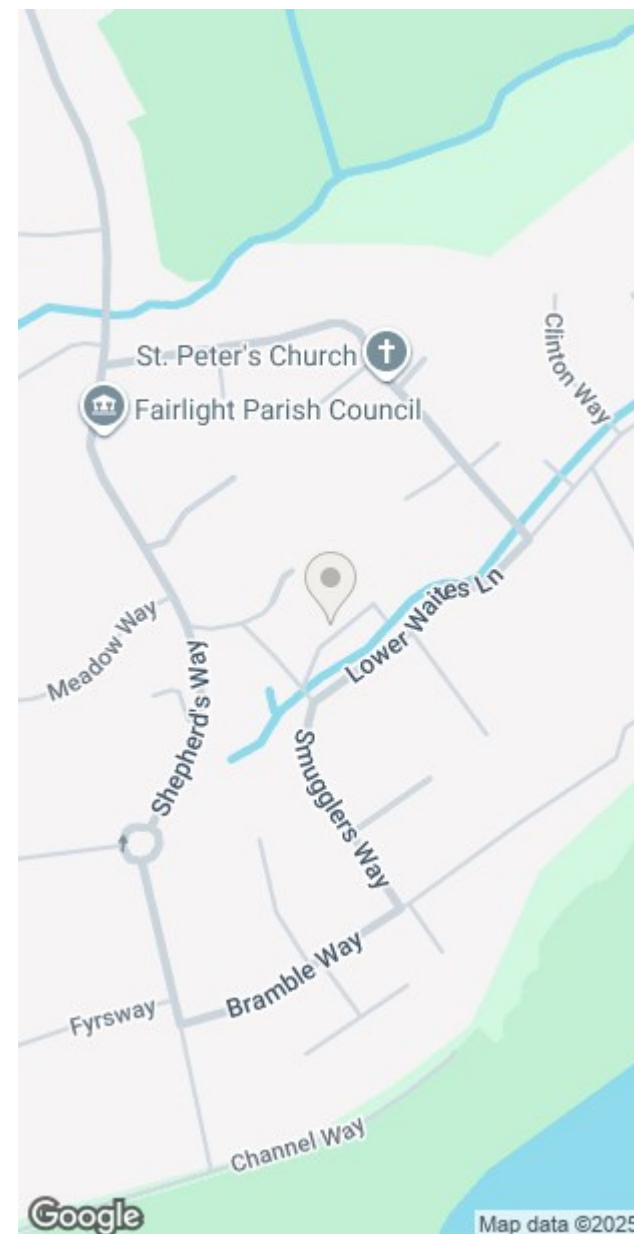 St. Peter's Church
Clinton Way
Fairlight Parish Council
Lower Waites Ln
Meadow Way
Shepherd's Way
Smugglers Way
Bramble Way
Fyrsway
Channel Way
Google
Map data ©2025